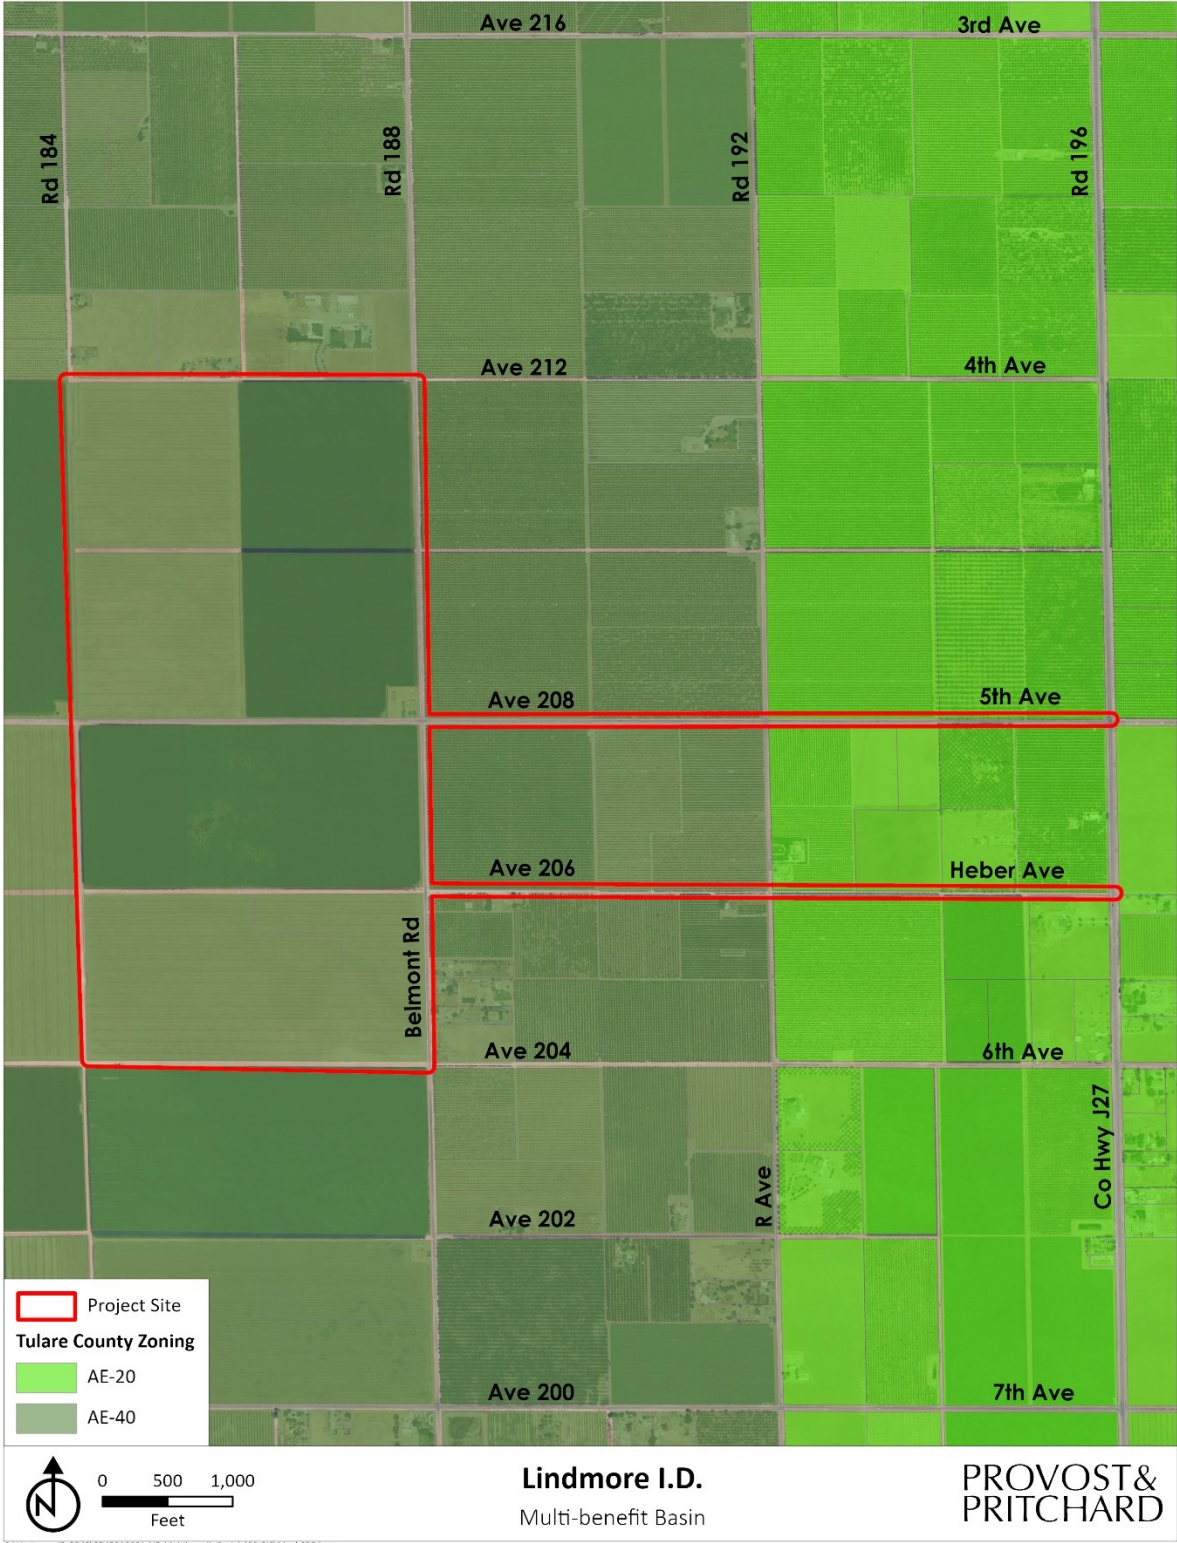 Ave 216
3rd Ave
Rd 184
Rd 188
Rd 192
Rd 196
Ave 212
4th Ave
Ave 208
5th Ave
Ave 206
Heber Ave
Belmont Rd
Ave 204
6th Ave
Co Hwy J27
R Ave
Ave 202
Ave 200
7th Ave
Project Site
Tulare County Zoning
AE-20
AE-40
N
0 500 1,000
Feet
Lindmore I.D.
Multi-benefit Basin
PROVOST&
PRITCHARD